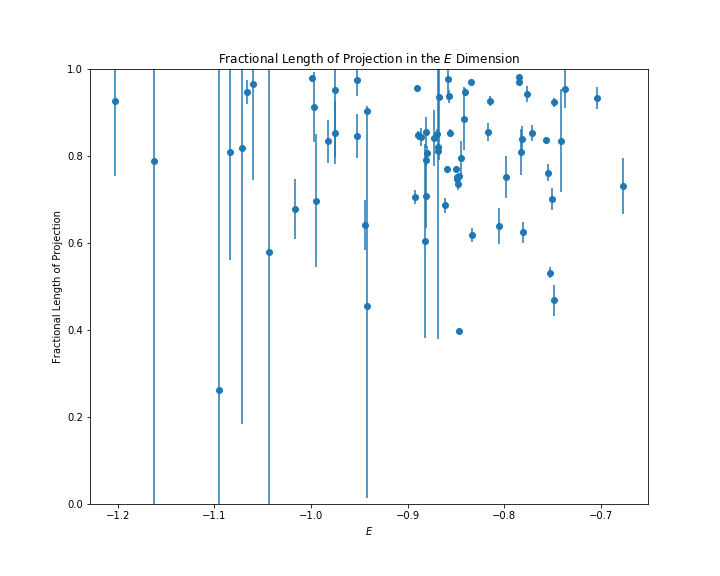 Fractional Length of Projection in the E Dimension
1.0
0.8
0.6
0.4
0.2
0.0
Fractional Length of Projection
−1.2 −1.1 −1.0 −0.9 −0.8 −0.7
E